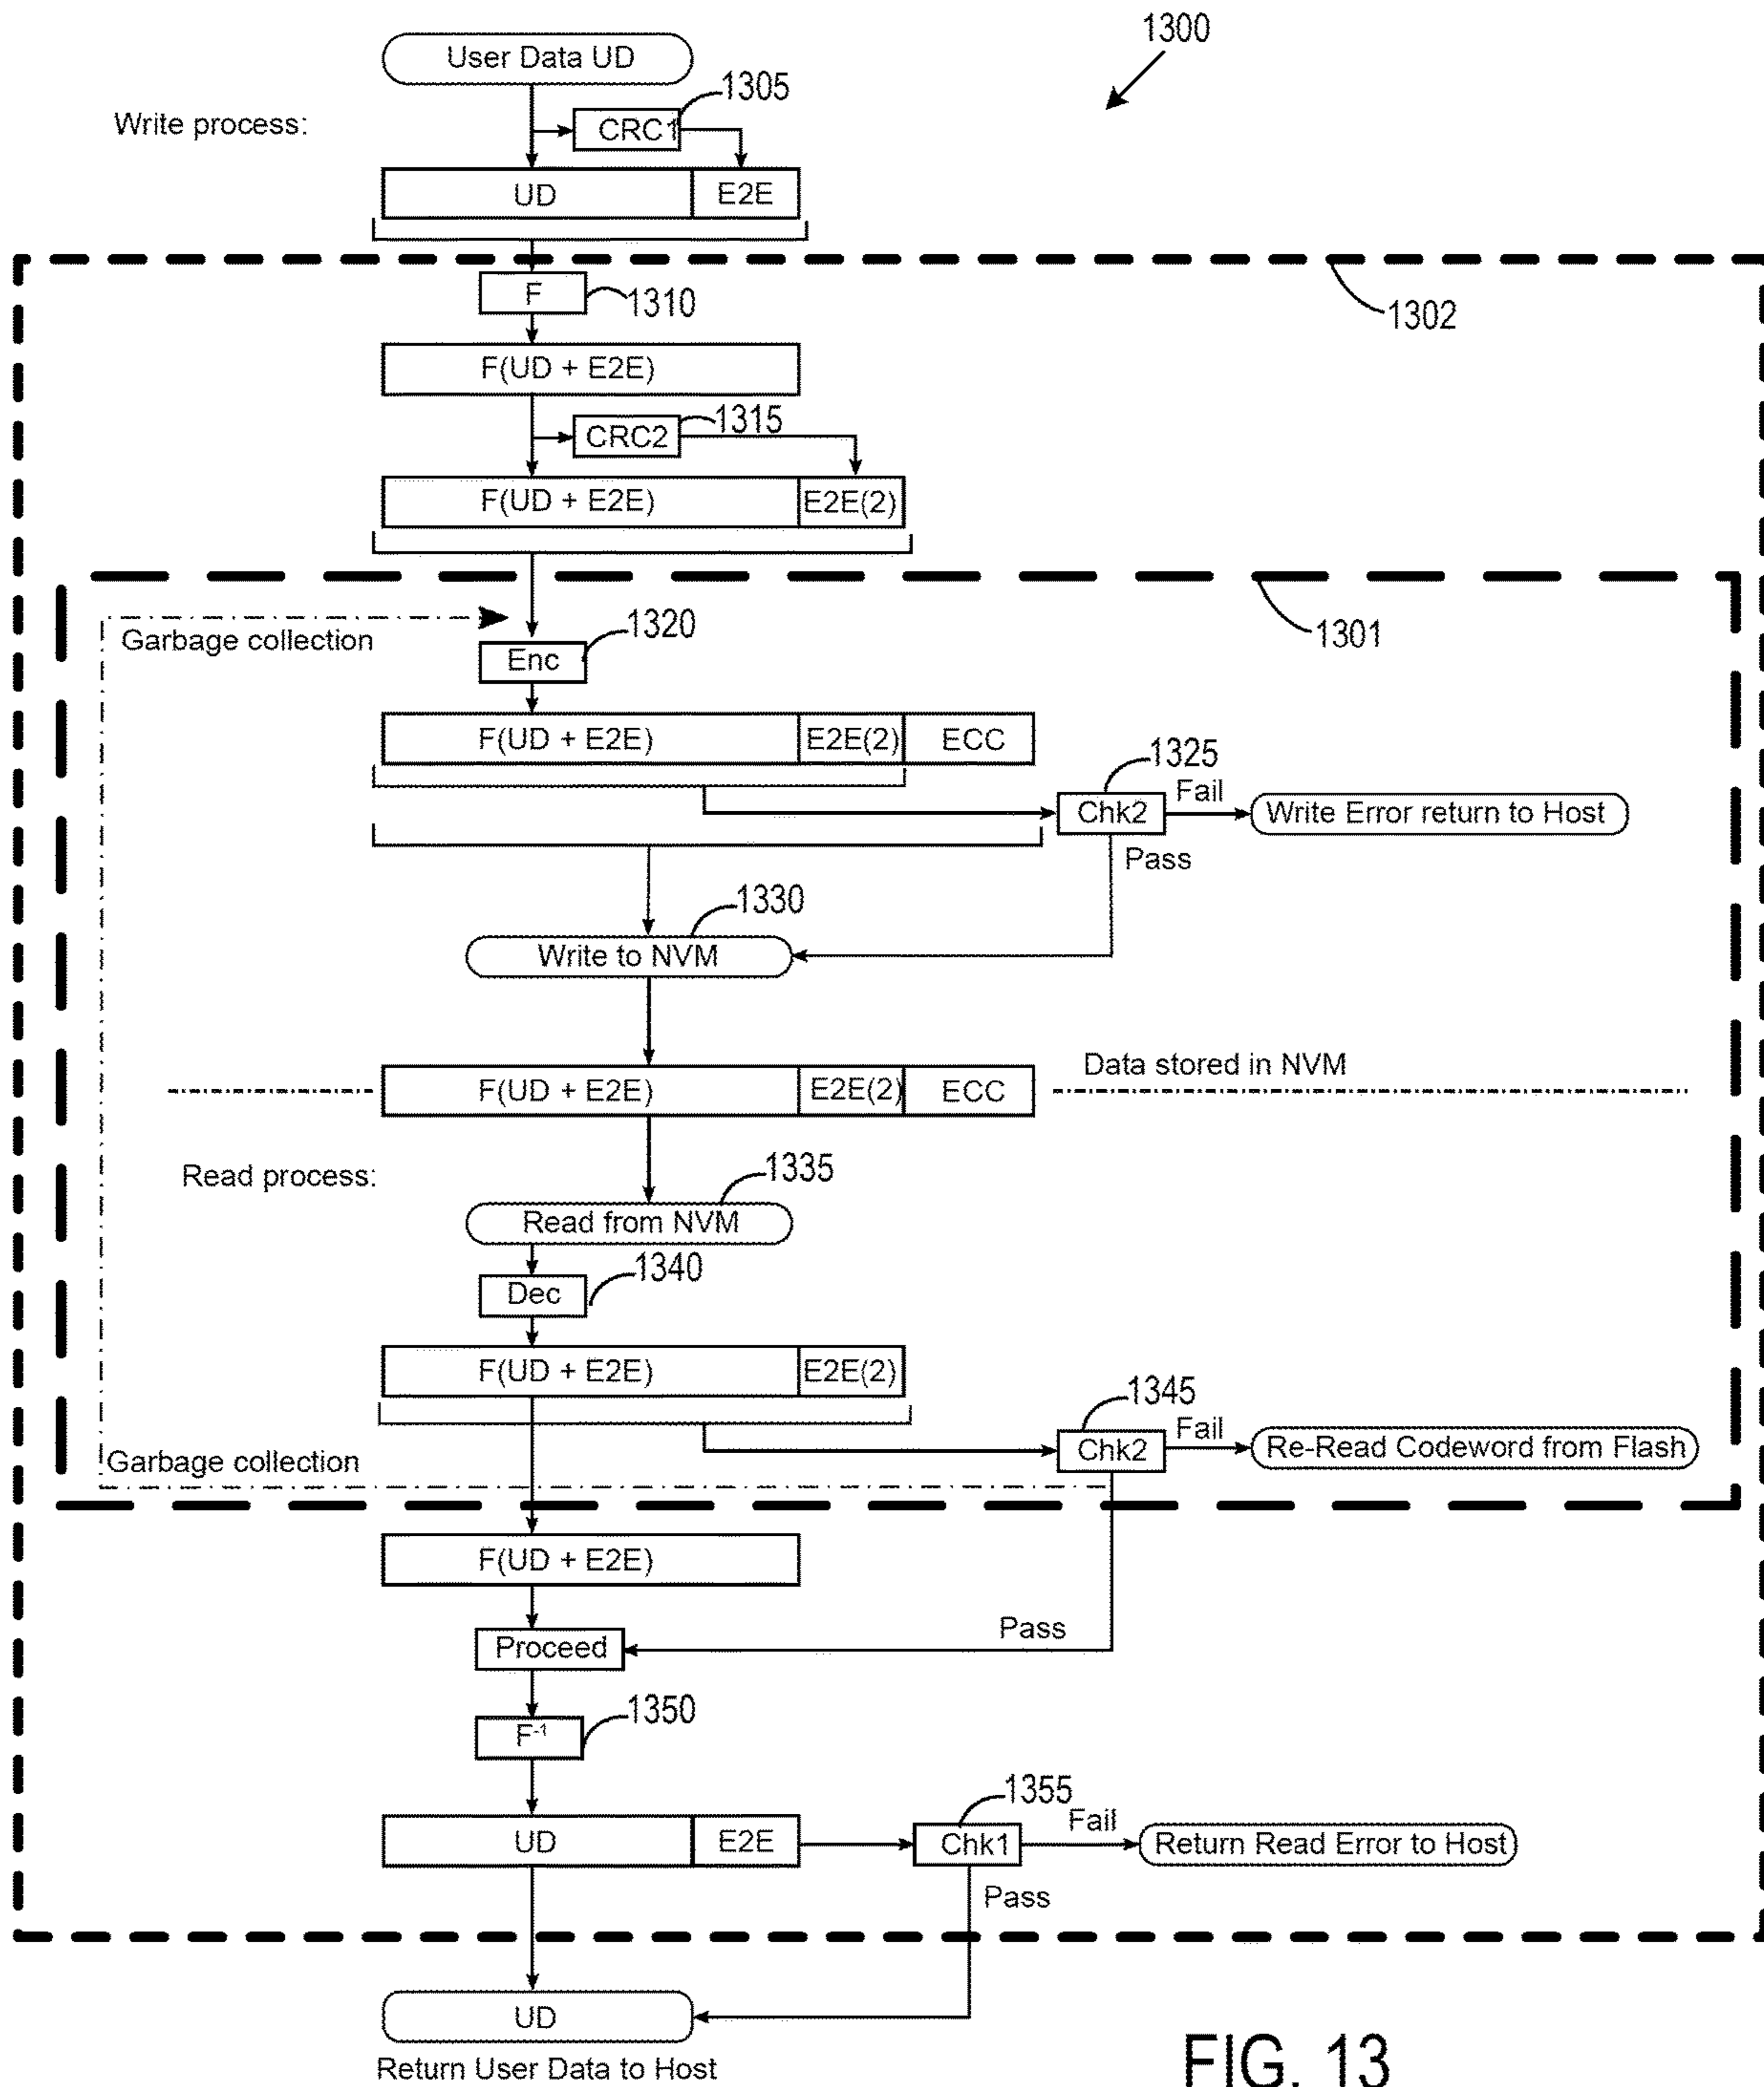 1300
User Data UD
1305
Write process:
CRC1
UD E2E
F
1310
1302
F(UD + E2E)
1315
CRC2
F(UD + E2E) E2E(2)
1320
1301
Garbage collection
Enc
F(UD + E2E) E2E(2) ECC
1325
Chk2
Fail
Write Error return to Host
Pass
1330
Write to NVM
Data stored in NVM
F(UD + E2E) E2E(2) ECC
Read process:
1335
Read from NVM
1340
Dec
F(UD + E2E) E2E(2)
1345
Chk2
Fail
Re-Read Codeword from Flash
Garbage collection
F(UD + E2E)
Pass
Proceed
1350
F-1
1355
UD E2E
Chk1
Fail
Return Read Error to Host
Pass
UD
Return User Data to Host
FIG. 13